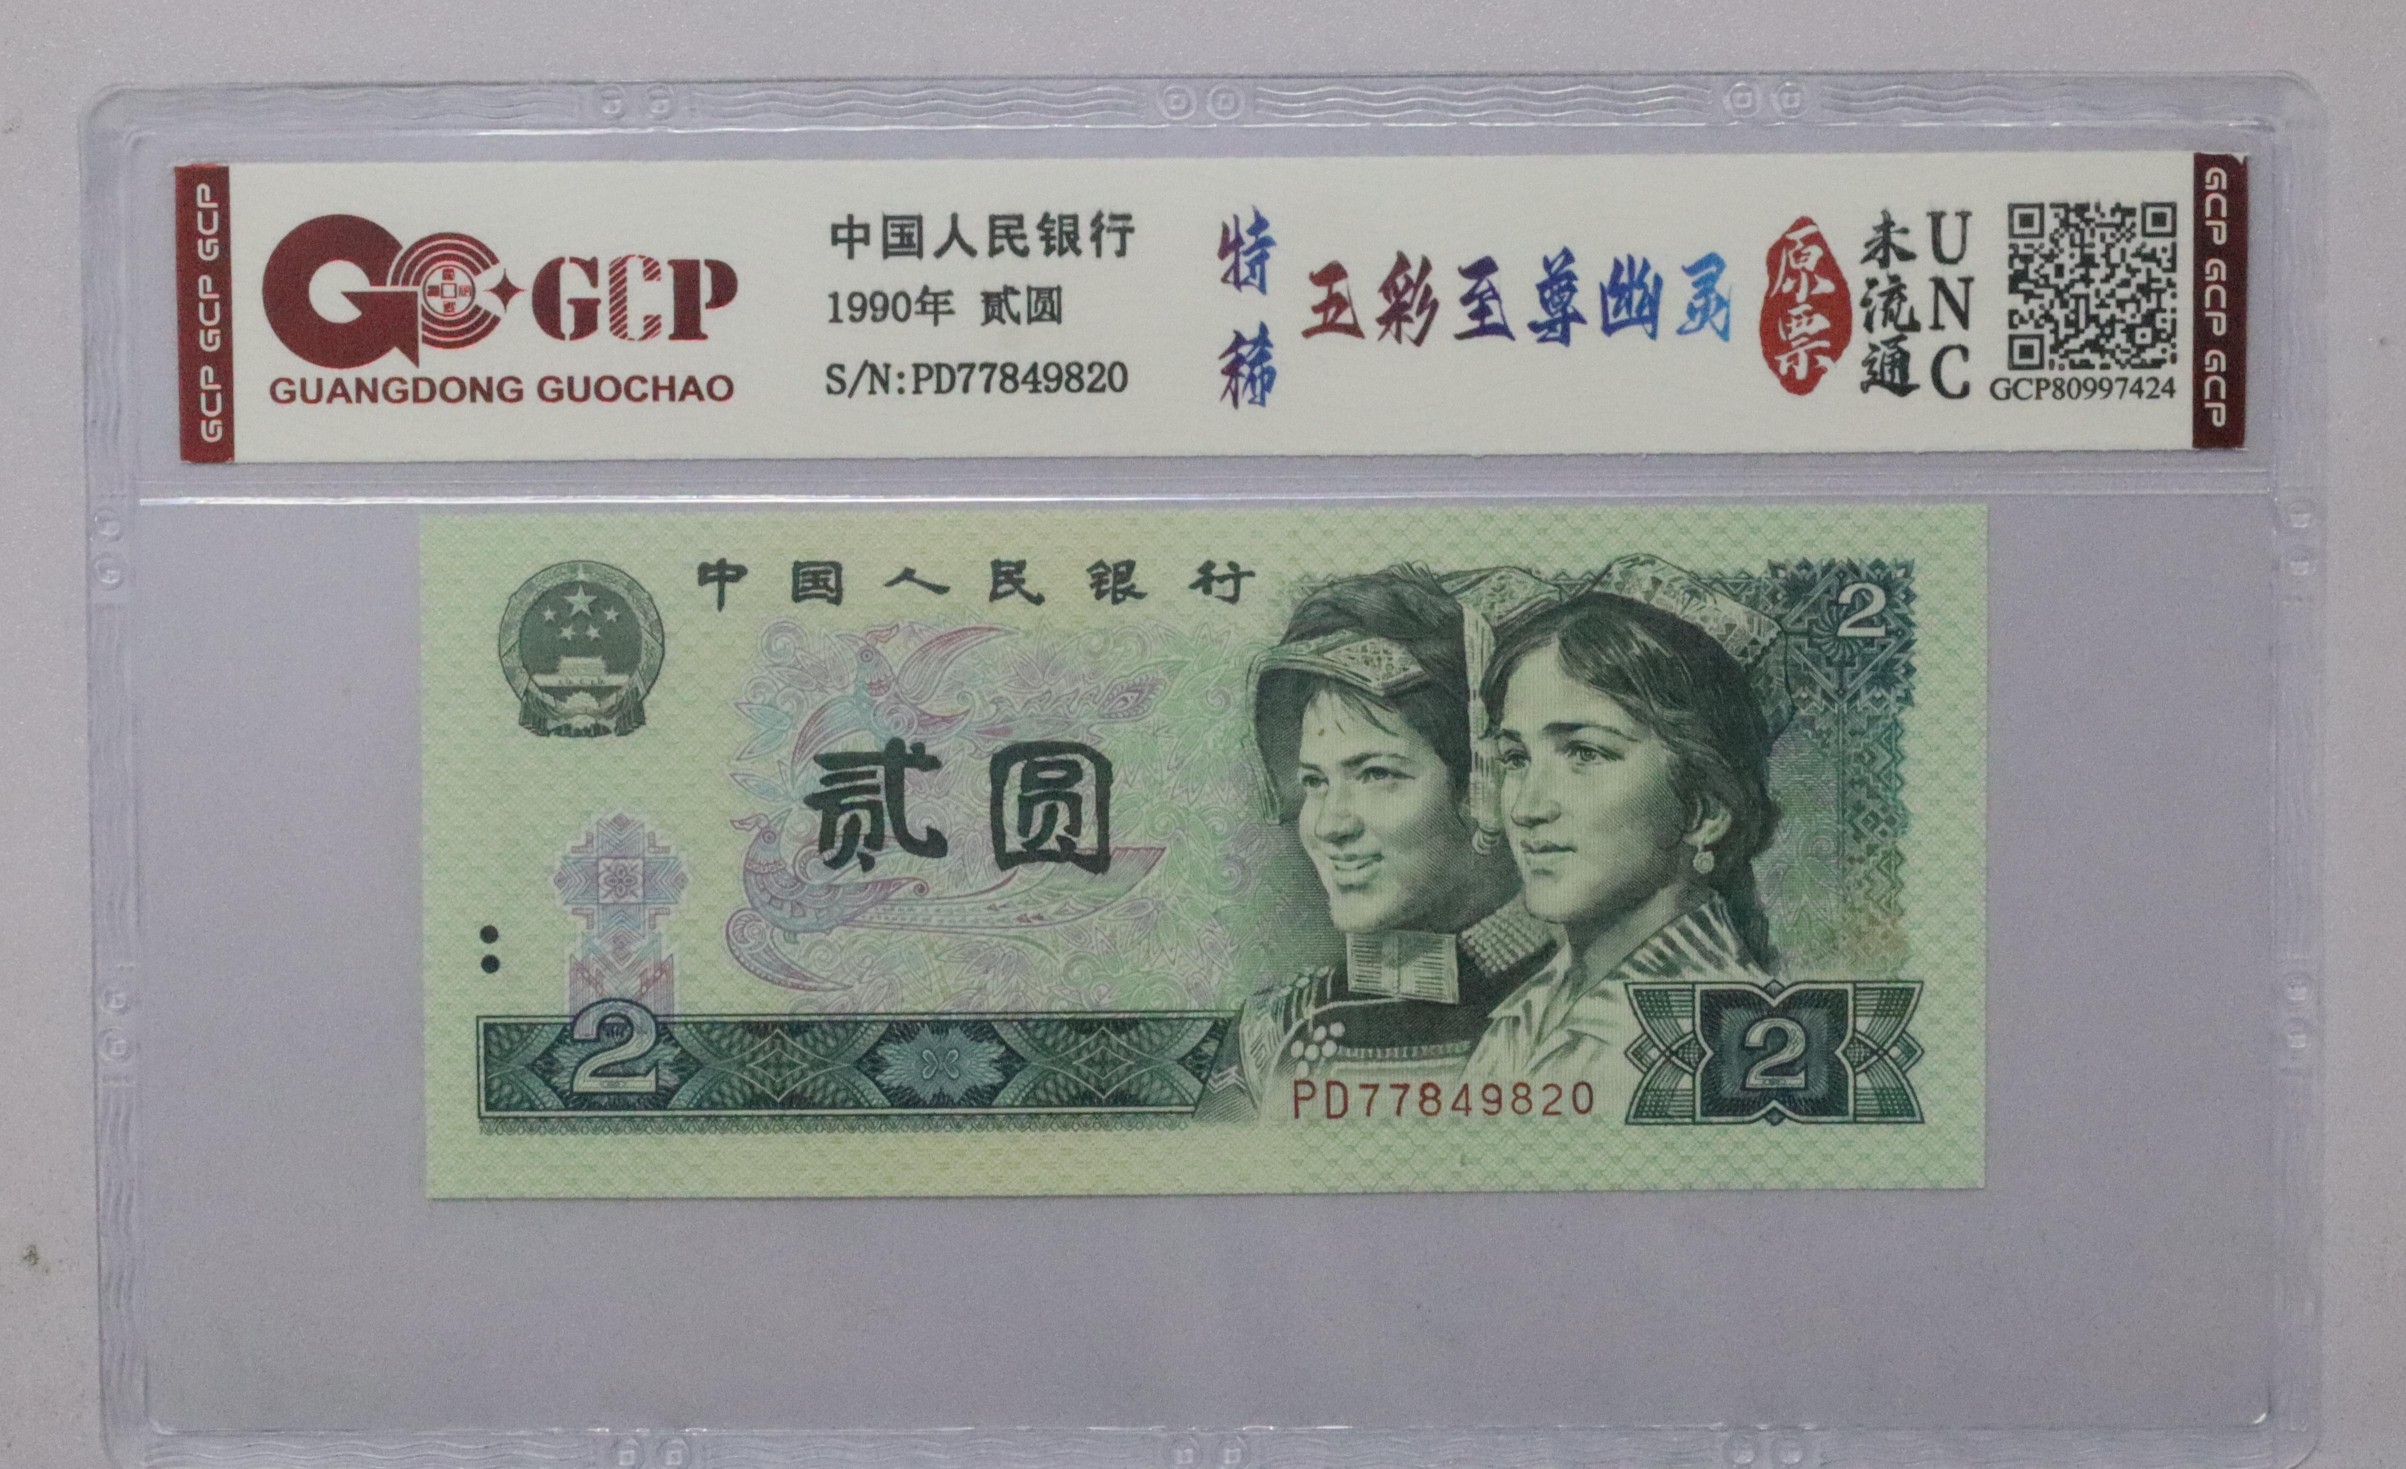 GCP GCP GCP
GCP
GUANGDONG GUOCHAO
中国人民银行
1990年 贰圆
S/N:PD77849820
特稀
五彩至尊幽灵
原票
未流通
UNC
GCP80997424
GCP GCP GCP
中国人民银行
2
贰圆
2
PD77849820
2